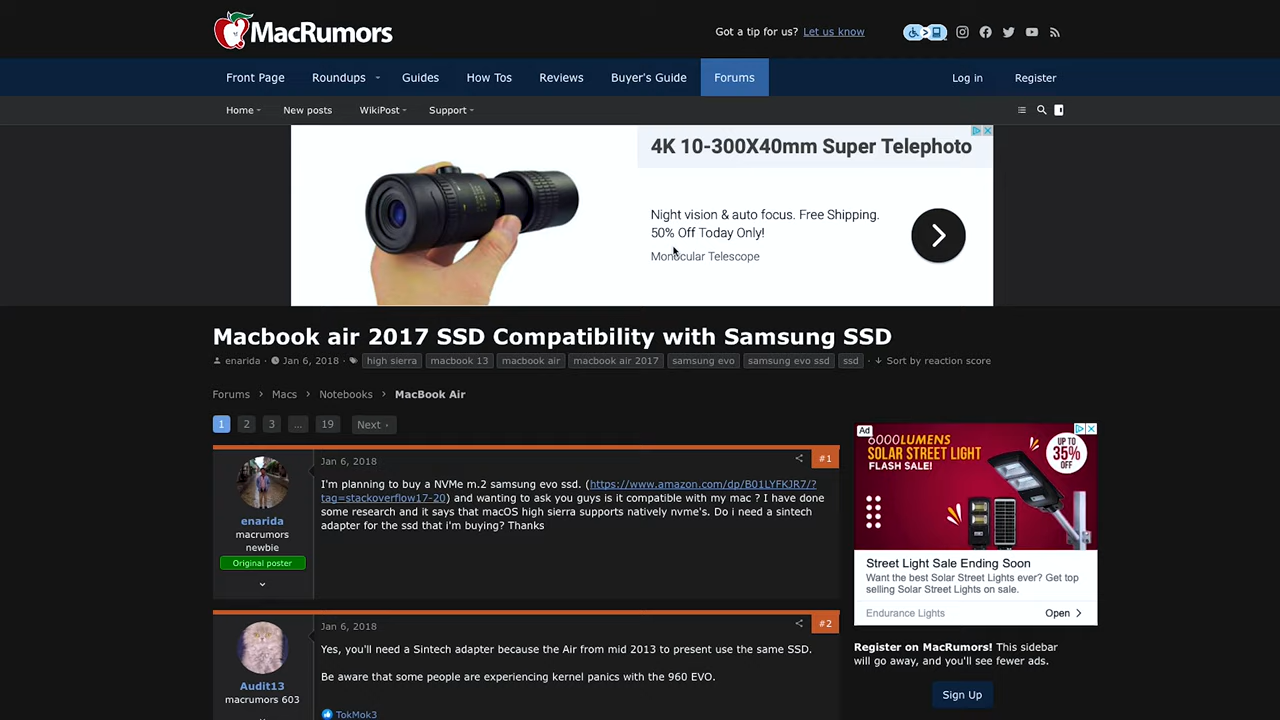 MacRumors
Got a tip for us? Let us know
Front Page Roundups Guides How Tos Reviews Buyer's Guide Forums Log in Register
Home New posts WikiPost Support
4K 10-300X40mm Super Telephoto
Night vision & auto focus. Free Shipping.
50% Off Today Only!
Monocular Telescope
Macbook air 2017 SSD Compatibility with Samsung SSD
enarida · Jan 6, 2018 · high sierra macbook 13 macbook air macbook air 2017 samsung evo samsung evo ssd ssd · Sort by reaction score
Forums > Macs > Notebooks > MacBook Air
1 2 3 ... 19 Next
Jan 6, 2018 #1
enarida
macrumors
newbie
Original poster
I'm planning to buy a NVMe m.2 samsung evo ssd. (https://www.amazon.com/dp/B01LYFKJR7/?
tag=stackoverflow17-20) and wanting to ask you guys is it compatible with my mac ? I have done
some research and it says that macOS high sierra supports natively nvme's. Do i need a sintech
adapter for the ssd that i'm buying? Thanks
Jan 6, 2018 #2
Audit13
macrumors 603
Yes, you'll need a Sintech adapter because the Air from mid 2013 to present use the same SSD.
Be aware that some people are experiencing kernel panics with the 960 EVO.
TokMok3
Ad
6000LUMENS
SOLAR STREET LIGHT
FLASH SALE!
UP TO
35%
OFF
Street Light Sale Ending Soon
Want the best Solar Street Lights ever? Get top
selling Solar Street Lights on sale.
Endurance Lights Open
Register on MacRumors! This sidebar
will go away, and you'll see fewer ads.
Sign Up